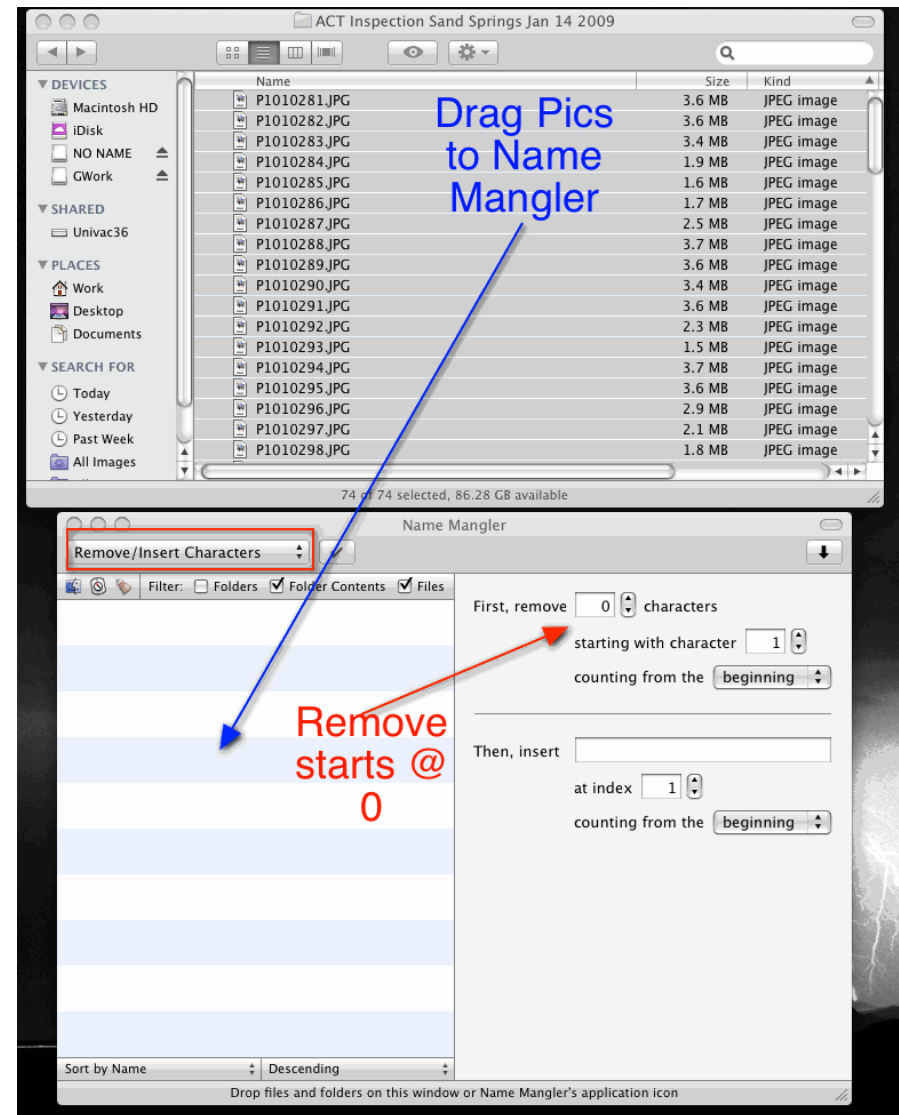 ACT Inspection Sand Springs Jan 14 2009
DEVICES
Macintosh HD
iDisk
NO NAME
GWork
SHARED
Univac36
PLACES
Work
Desktop
Documents
SEARCH FOR
Today
Yesterday
Past Week
All Images
Name Size Kind
P1010281.JPG 3.6 MB JPEG image
P1010282.JPG 3.6 MB JPEG image
P1010283.JPG 3.4 MB JPEG image
P1010284.JPG 1.9 MB JPEG image
P1010285.JPG 1.6 MB JPEG image
P1010286.JPG 1.7 MB JPEG image
P1010287.JPG 2.5 MB JPEG image
P1010288.JPG 3.7 MB JPEG image
P1010289.JPG 3.6 MB JPEG image
P1010290.JPG 3.4 MB JPEG image
P1010291.JPG 3.6 MB JPEG image
P1010292.JPG 2.3 MB JPEG image
P1010293.JPG 1.5 MB JPEG image
P1010294.JPG 3.7 MB JPEG image
P1010295.JPG 3.6 MB JPEG image
P1010296.JPG 2.9 MB JPEG image
P1010297.JPG 2.1 MB JPEG image
P1010298.JPG 1.8 MB JPEG image
Drag Pics
to Name
Mangler
74 of 74 selected, 86.28 GB available
Name Mangler
Remove/Insert Characters
Filter: Folders Folder Contents Files
First, remove 0 characters
starting with character 1
counting from the beginning
Remove
starts @
0
Then, insert
at index 1
counting from the beginning
Sort by Name Descending
Drop files and folders on this window or Name Mangler's application icon